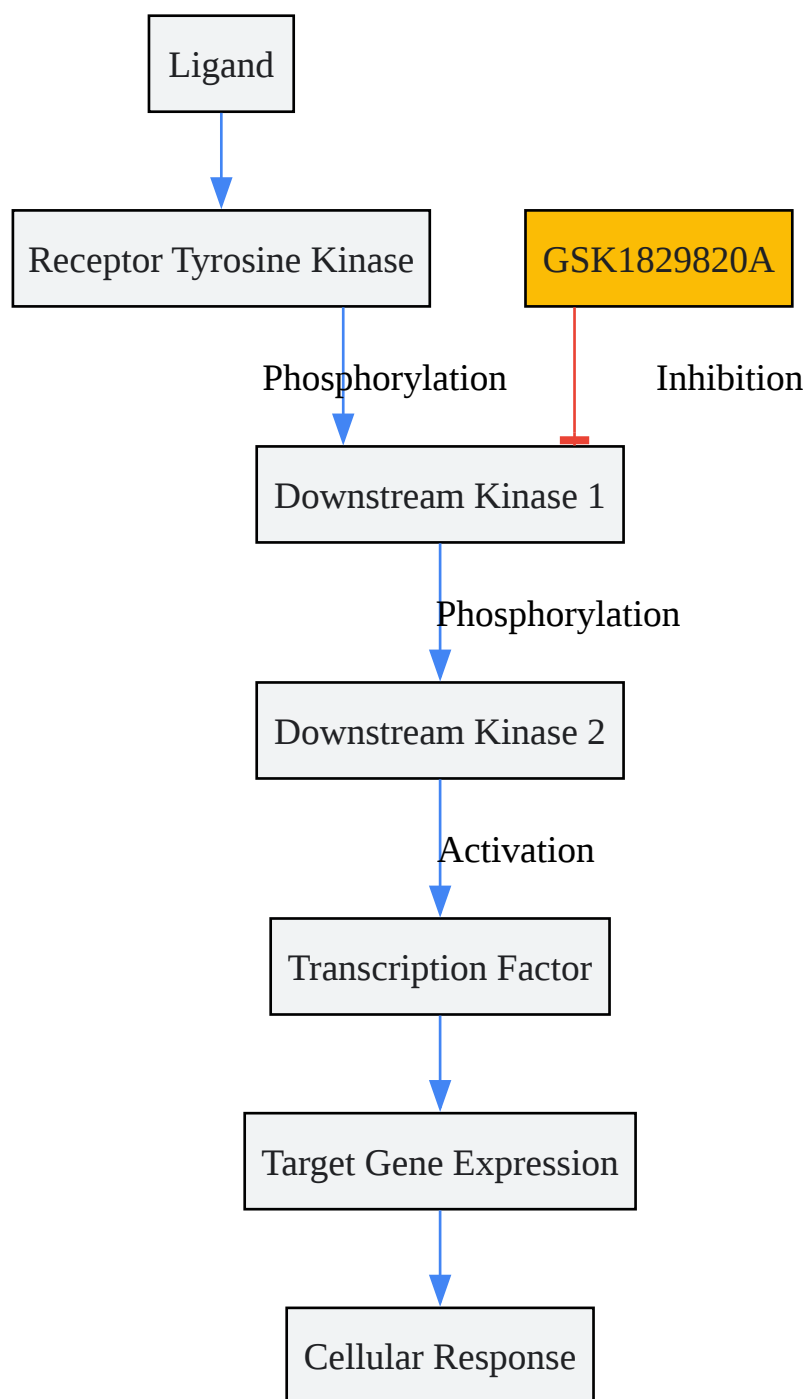 Ligand
Receptor Tyrosine Kinase
GSK1829820A
Phosphorylation
Inhibition
Downstream Kinase 1
Phosphorylation
Downstream Kinase 2
Activation
Transcription Factor
Target Gene Expression
Cellular Response